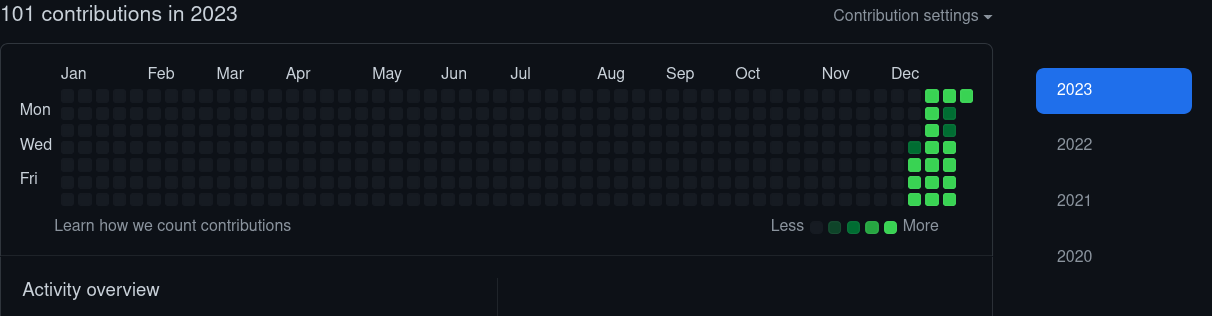 101 contributions in 2023
Contribution settings
Jan Feb Mar Apr May Jun Jul Aug Sep Oct Nov Dec
Mon
Wed
Fri
Learn how we count contributions
Less More
2023
2022
2021
2020
Activity overview